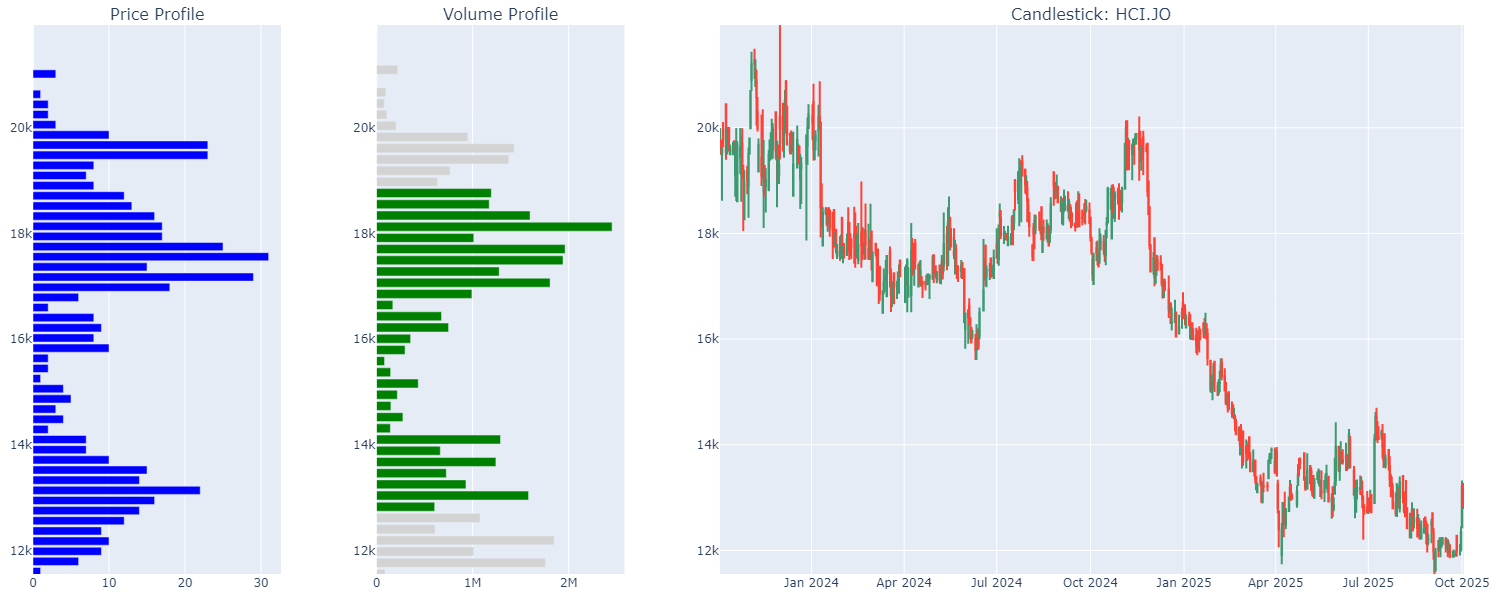 Price Profile
Volume Profile
Candlestick: HCI.JO
20k
18k
16k
14k
12k
0
10
20
30
20k
18k
16k
14k
12k
0
1M
2M
20k
18k
16k
14k
12k
Jan 2024
Apr 2024
Jul 2024
Oct 2024
Jan 2025
Apr 2025
Jul 2025
Oct 2025